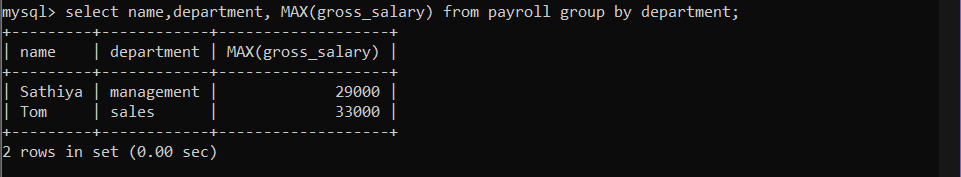 mysql> select name,department, MAX(gross_salary) from payroll group by department;
+---------+------------+-------------------+
| name    | department | MAX(gross_salary) |
+---------+------------+-------------------+
| Sathiya | management |             29000 |
| Tom     | sales      |             33000 |
+---------+------------+-------------------+
2 rows in set (0.00 sec)